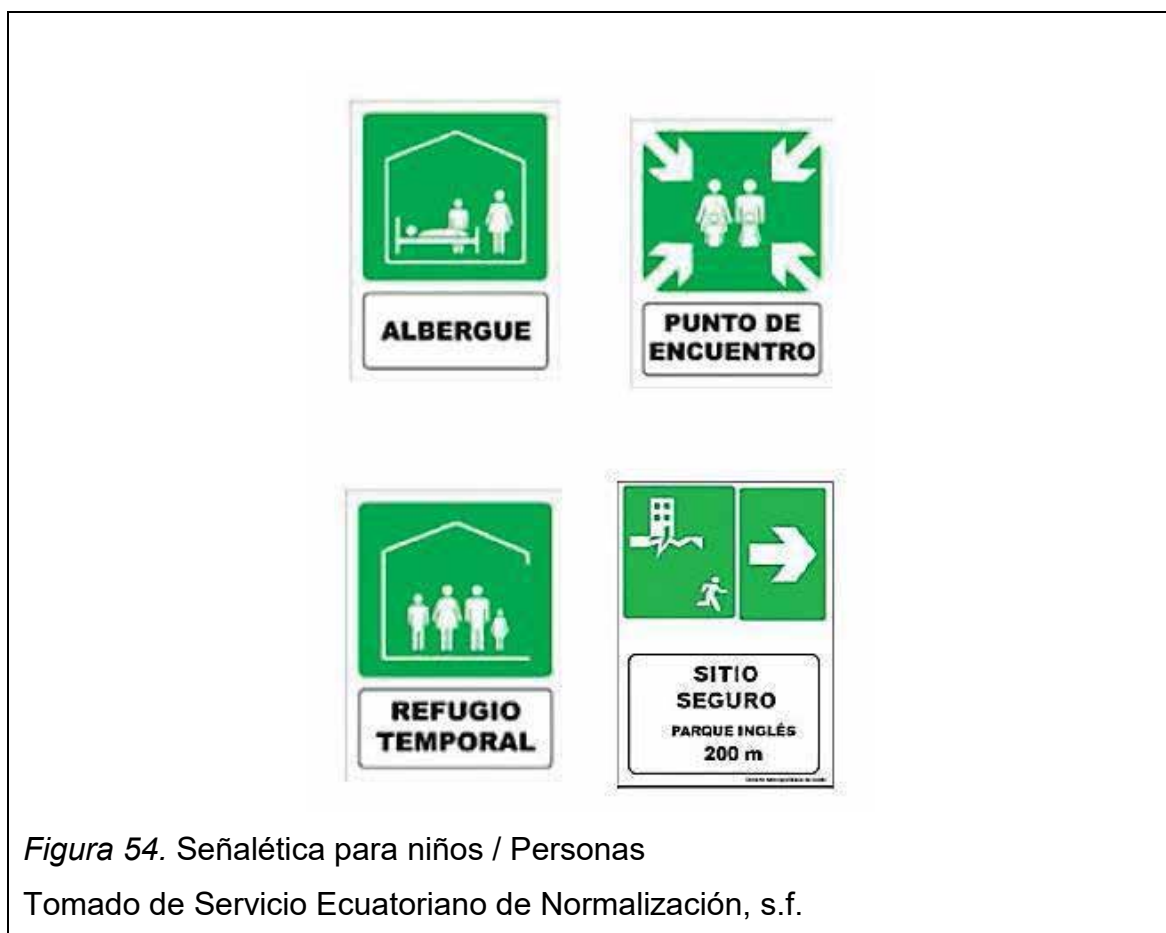 ALBERGUE
PUNTO DE
ENCUENTRO
REFUGIO
TEMPORAL
SITIO
SEGURO
PARQUE INGLÉS
200 m
Figura 54. Señalética para niños / Personas
Tomado de Servicio Ecuatoriano de Normalización, s.f.